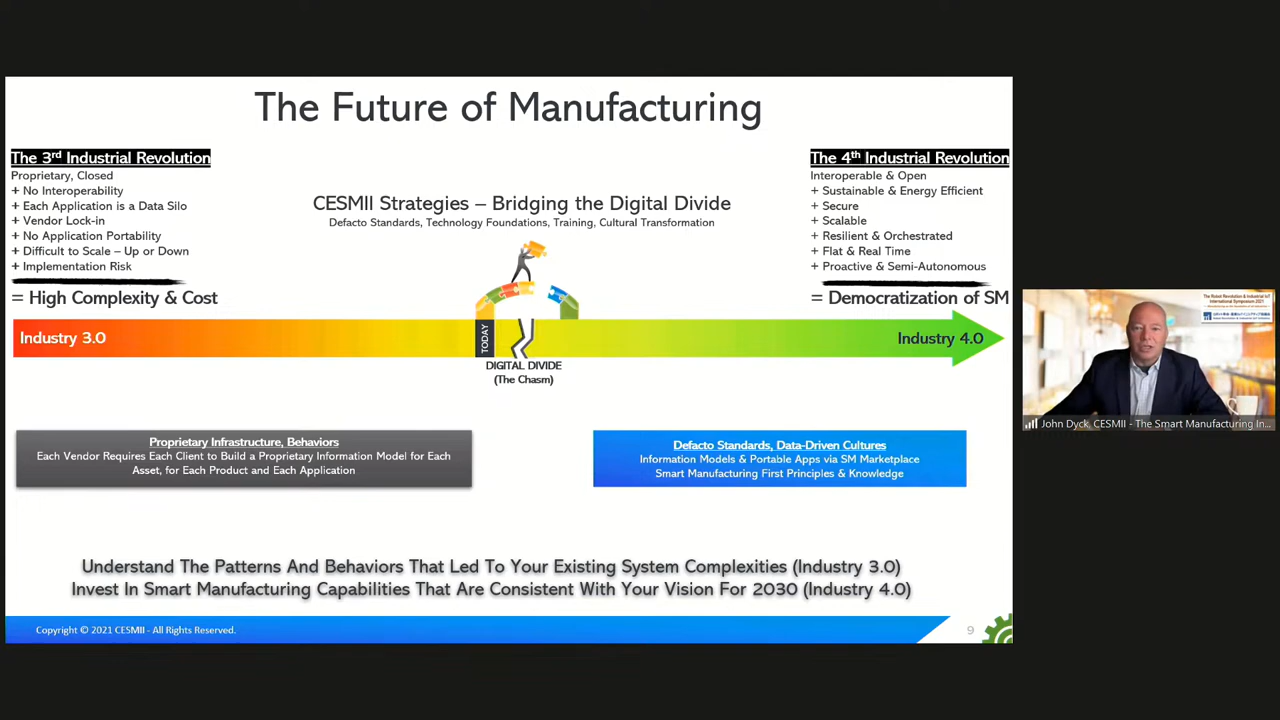 The Future of Manufacturing
The 3rd Industrial Revolution
Proprietary, Closed
+ No Interoperability
+ Each Application is a Data Silo
+ Vendor Lock-in
+ No Application Portability
+ Difficult to Scale – Up or Down
+ Implementation Risk
= High Complexity & Cost
CESMII Strategies – Bridging the Digital Divide
Defacto Standards, Technology Foundations, Training, Cultural Transformation
The 4th Industrial Revolution
Interoperable & Open
+ Sustainable & Energy Efficient
+ Secure
+ Scalable
+ Resilient & Orchestrated
+ Flat & Real Time
+ Proactive & Semi-Autonomous
= Democratization of SM
Industry 3.0
TODAY
Industry 4.0
DIGITAL DIVIDE
(The Chasm)
Proprietary Infrastructure, Behaviors
Each Vendor Requires Each Client to Build a Proprietary Information Model for Each
Asset, for Each Product and Each Application
Defacto Standards, Data-Driven Cultures
Information Models & Portable Apps via SM Marketplace
Smart Manufacturing First Principles & Knowledge
Understand The Patterns And Behaviors That Led To Your Existing System Complexities (Industry 3.0)
Invest In Smart Manufacturing Capabilities That Are Consistent With Your Vision For 2030 (Industry 4.0)
Copyright © 2021 CESMII - All Rights Reserved.
9
The Robot Revolution & Industrial IoT
International Symposium 2021
John Dyck, CESMII - The Smart Manufacturing In...